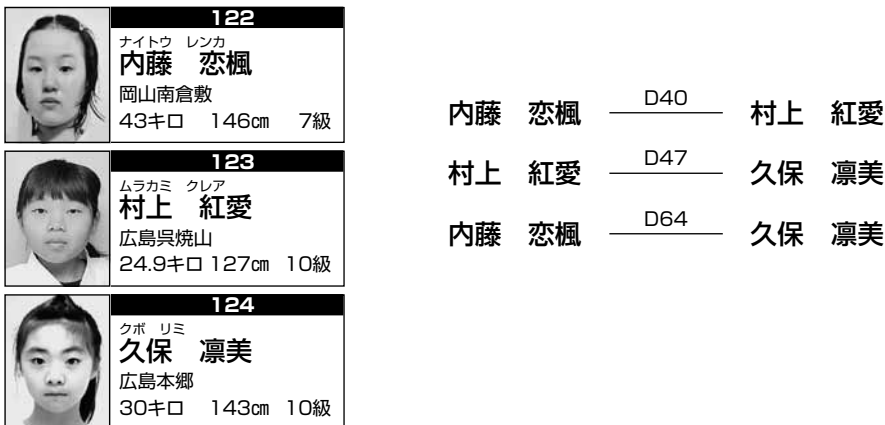 122
ナイトウ レンカ
内藤 恋楓
岡山南倉敷
43キロ 146㎝ 7級
123
ムラカミ クレア
村上 紅愛
広島呉焼山
24.9キロ 127㎝ 10級
124
クボ リミ
久保 凛美
広島本郷
30キロ 143㎝ 10級
内藤 恋楓 D40 村上 紅愛
村上 紅愛 D47 久保 凛美
内藤 恋楓 D64 久保 凛美